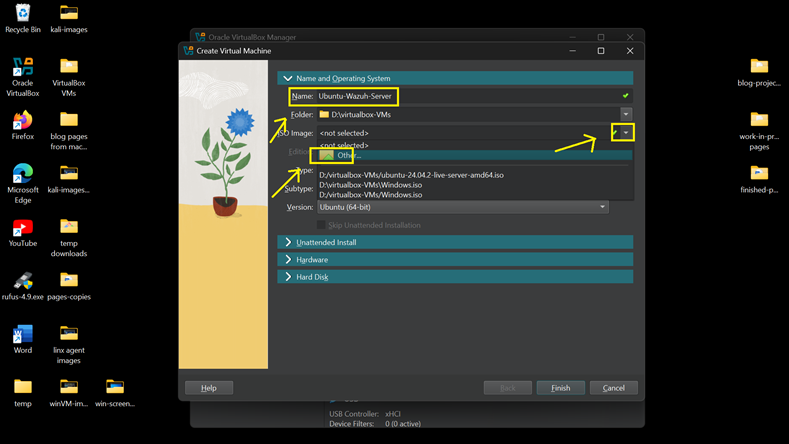 Recycle Bin
kali-images
Oracle VirtualBox
VirtualBox VMs
Firefox
blog pages from mac...
Microsoft Edge
kali-imag...
YouTube
temp downloads
rufus-4.9.exe
pages-copies
Word
linx agent images
temp
winVM-im...
win-screen...
Oracle VirtualBox Manager
Create Virtual Machine
Name and Operating System
Name: Ubuntu-Wazuh-Server
Folder: D:\virtualbox-VMs
ISO Image: <not selected>
<not selected>
Edition:
Other...
Type:
D:/virtualbox-VMs/ubuntu-24.04.2-live-server-amd64.iso
Subtype: D:\virtualbox-VMs\Windows.iso
D:/virtualbox-VMs/Windows.iso
Version: Ubuntu (64-bit)
Skip Unattended Installation
Unattended Install
Hardware
Hard Disk
Help
Back
Finish
Cancel
USB Controller: xHCI
Device Filters: 0 (0 active)
blog-projec...
work-in-pr... pages
finished-p...